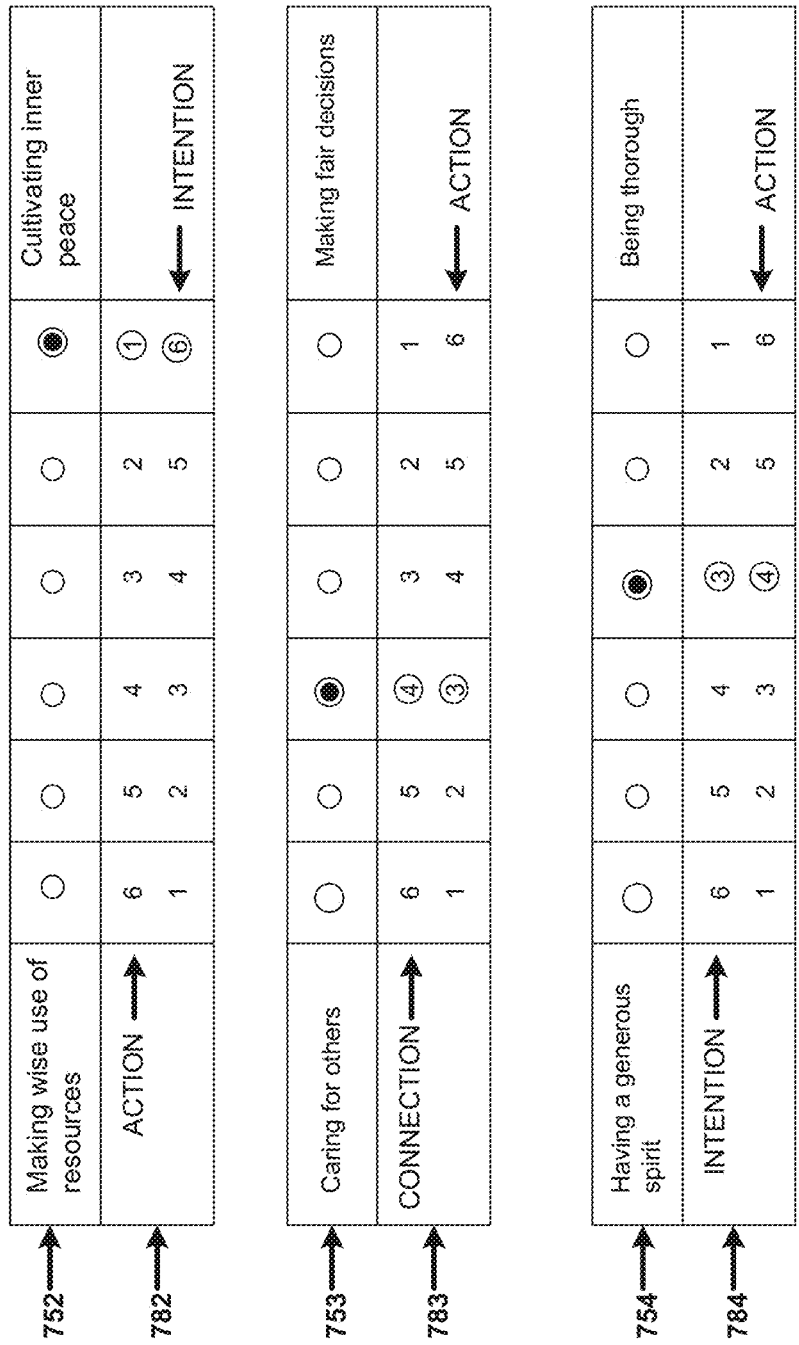 752
Making wise use of
resources
Cultivating inner
peace
782
ACTION
6 5 4 3 2 1
1 2 3 4 5 6
INTENTION
753
Caring for others
Making fair decisions
783
CONNECTION
6 5 4 3 2 1
1 2 3 4 5 6
ACTION
754
Having a generous
spirit
Being thorough
784
INTENTION
6 5 4 3 2 1
1 2 3 4 5 6
ACTION